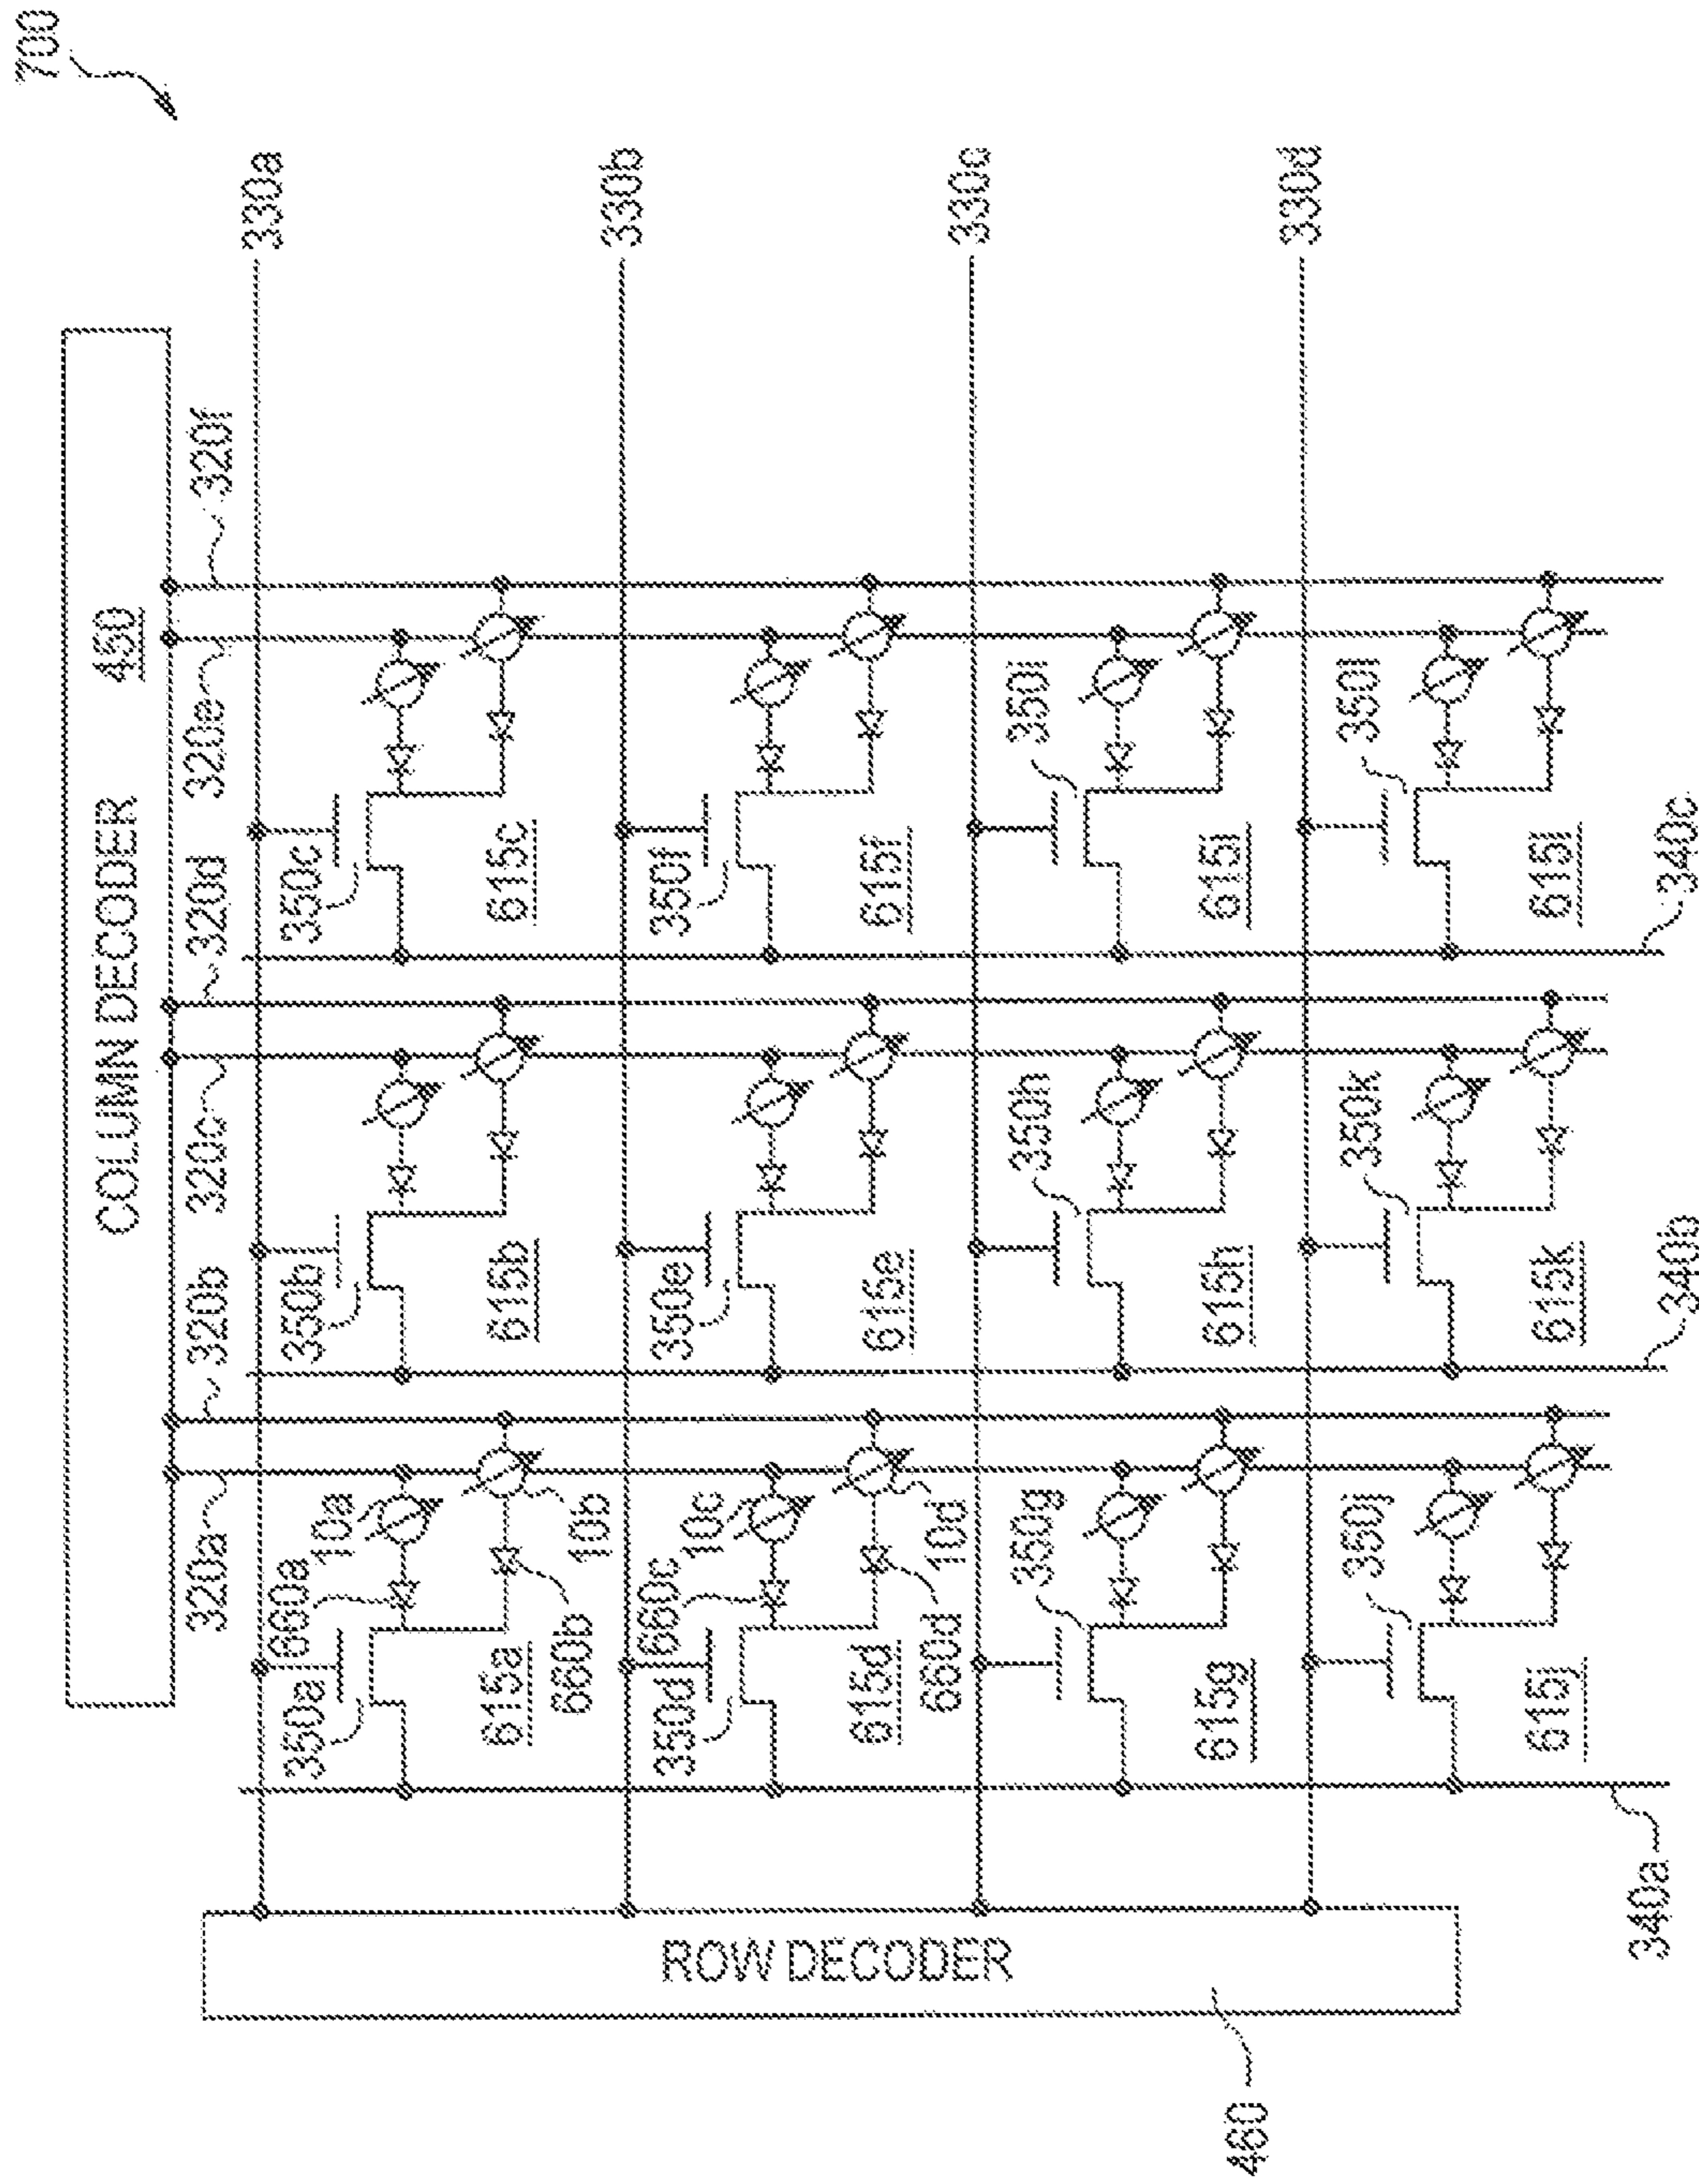 700
COLUMN DECODER 450
320a
320b
320c
320d
320e
320f
330a
660a
10a
350a
350b
350c
615a
615b
615c
660b
10b
330b
660c
10c
350d
350e
350f
615d
615e
615f
660d
10d
330c
350g
350h
350i
615g
615h
615i
330d
350j
350k
350l
615j
615k
615l
340a
340b
340c
ROW DECODER
460